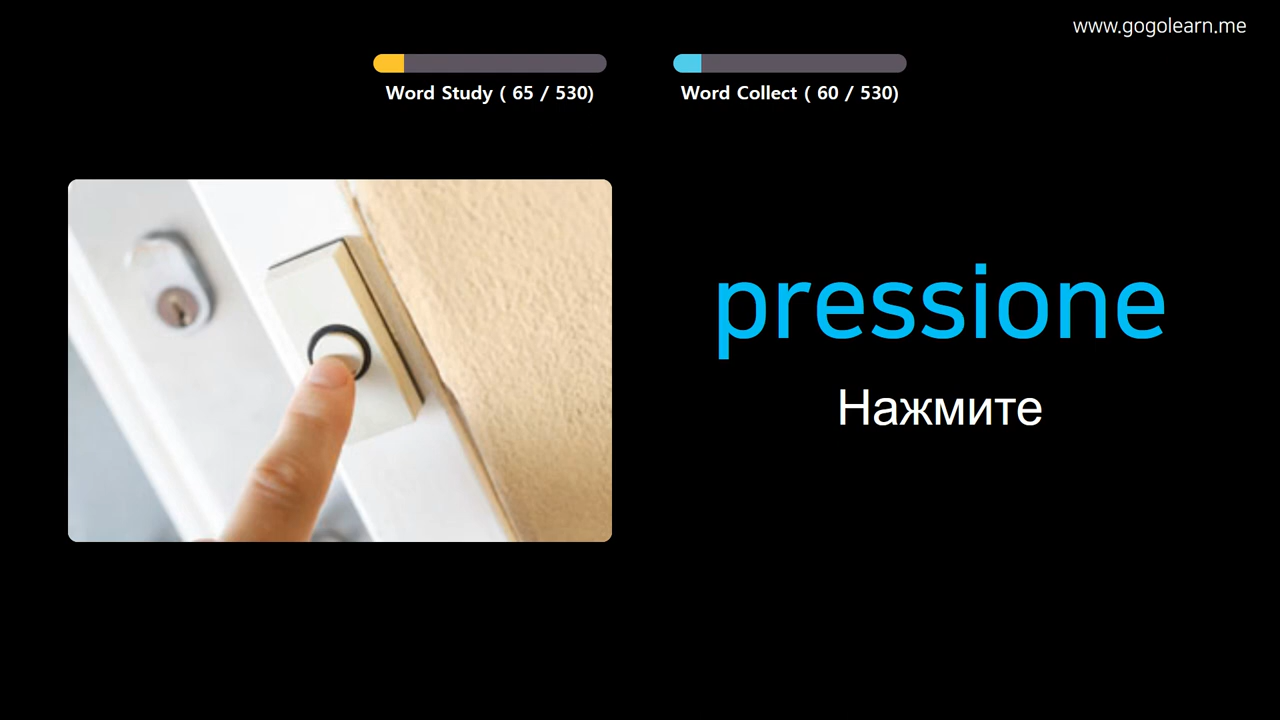 www.gogolearn.me
Word Study ( 65 / 530)
Word Collect ( 60 / 530)
pressione
Нажмите